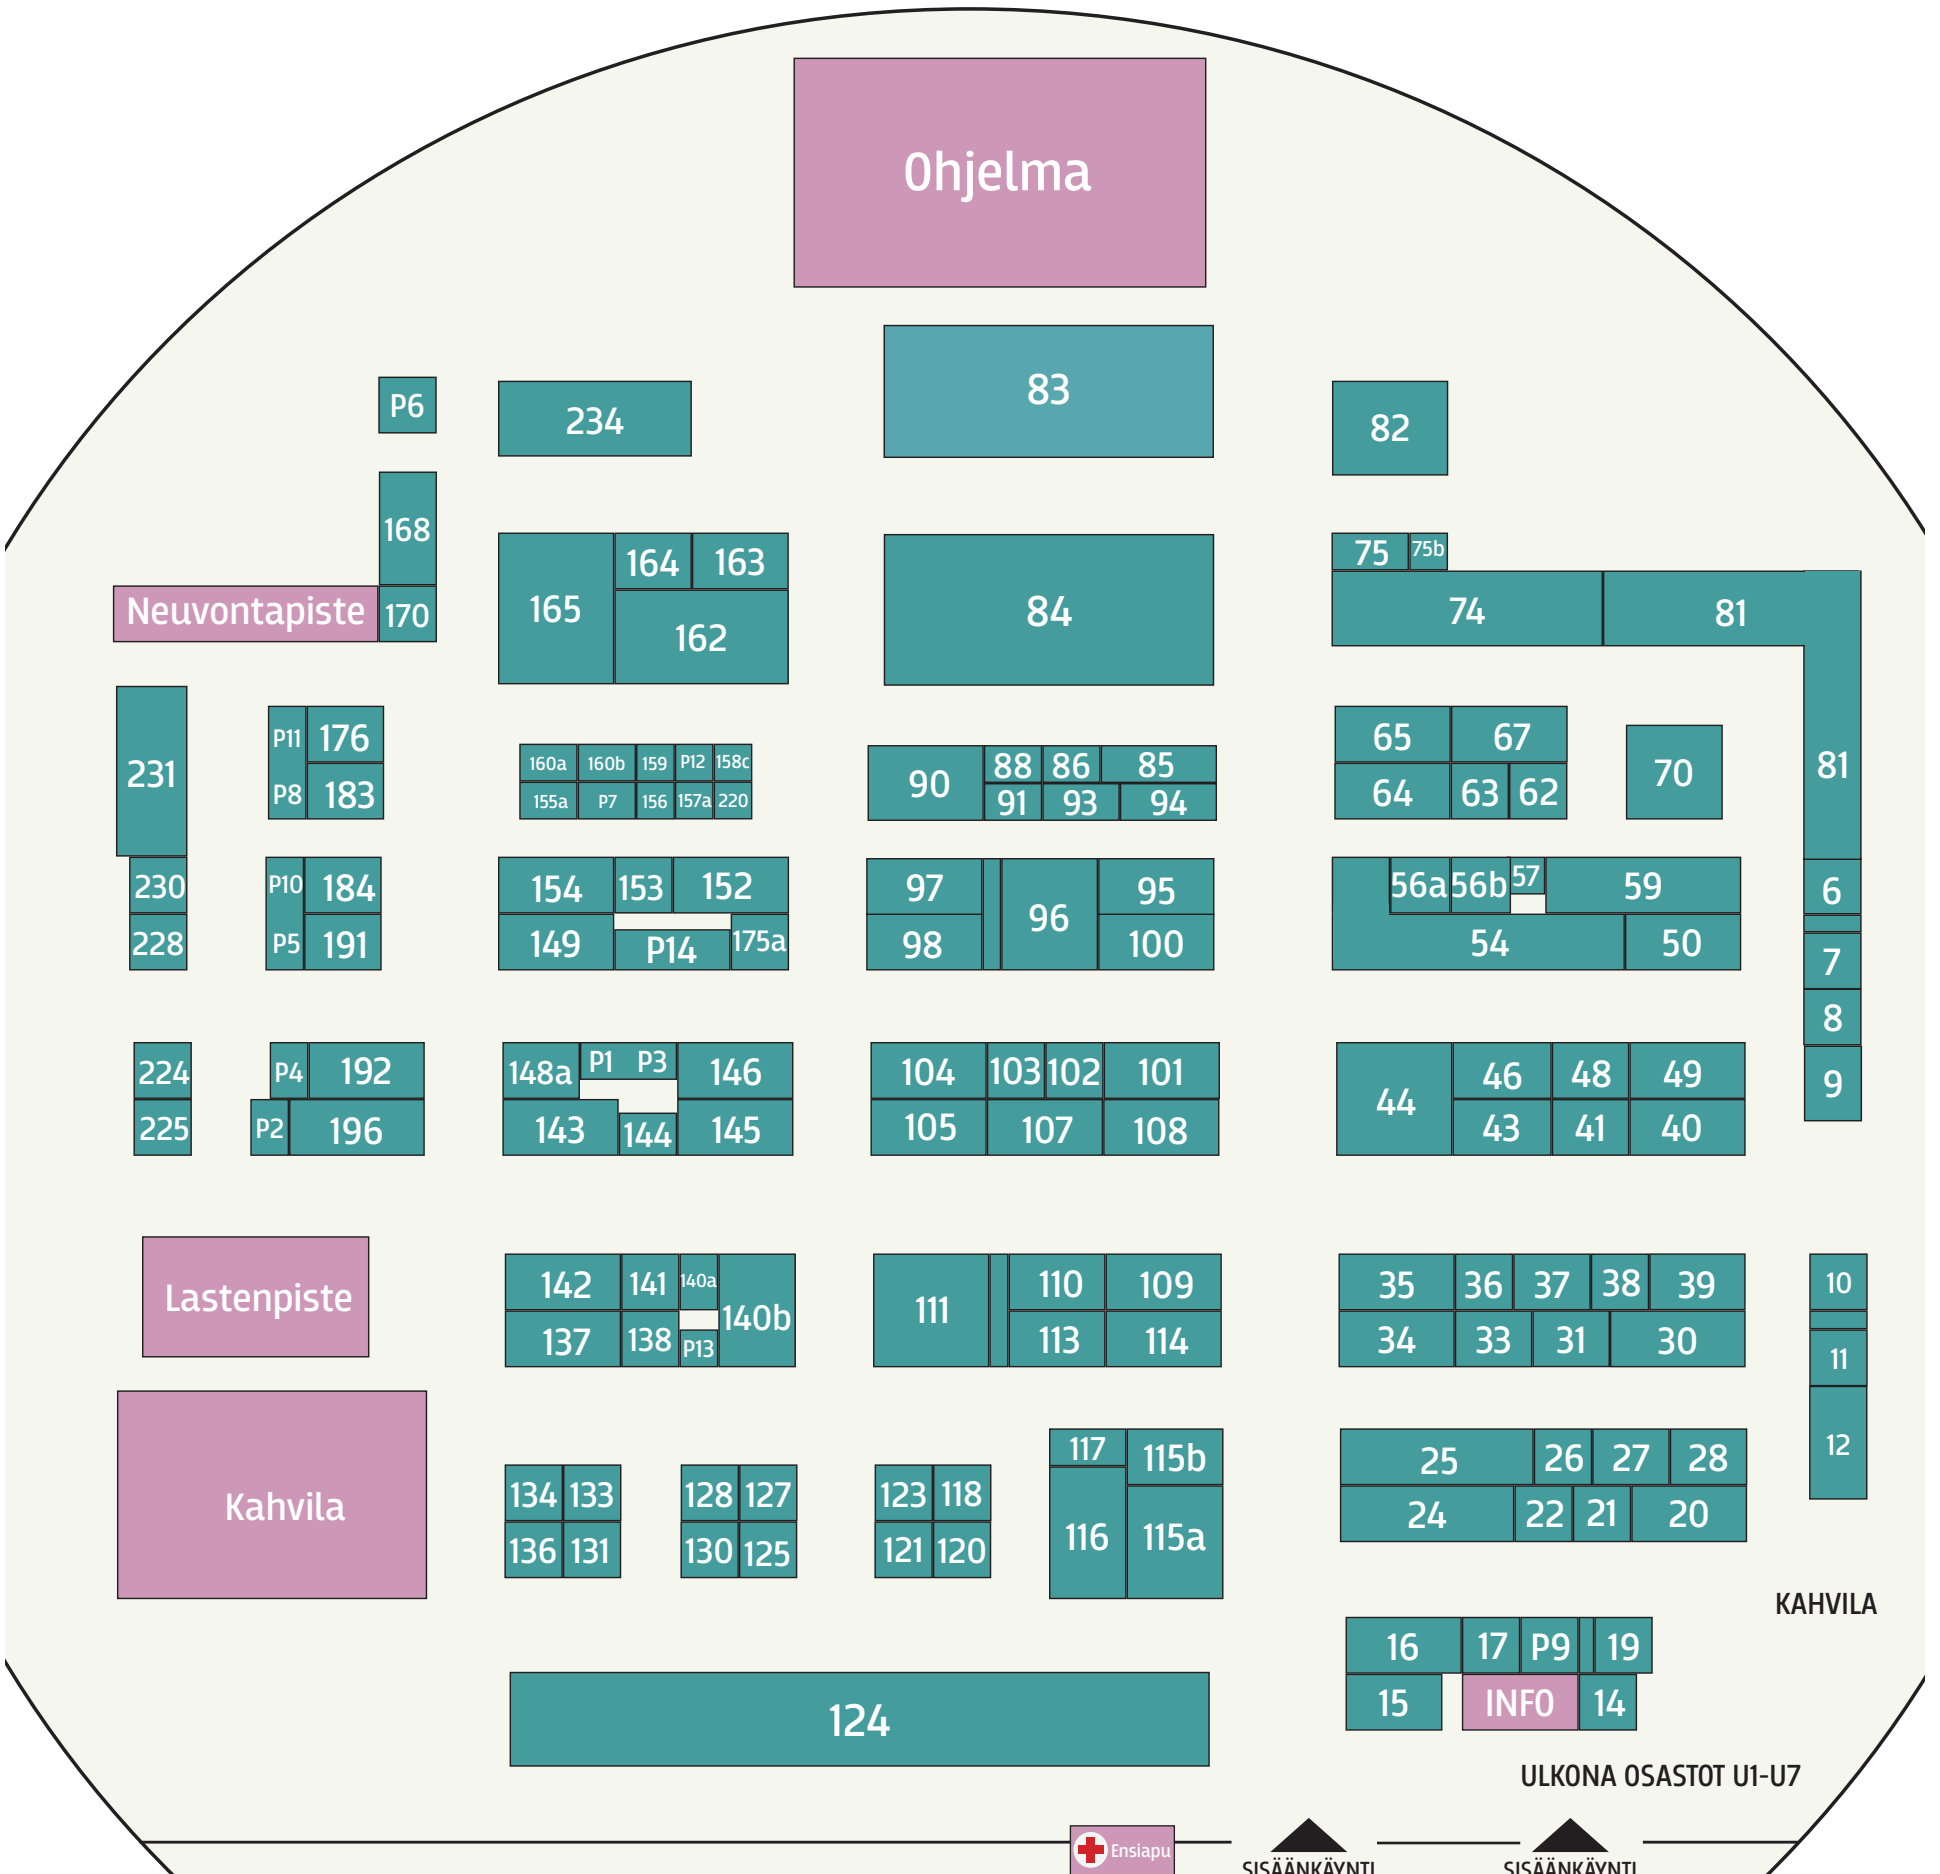 Ohjelma
83
P6
234
82
168
75 75b
164 163
165
84
74 81
Neuvontapiste 170
162
65 67
P11 176
231
160a 160b 159 P12 158c
90
88 86 85
70
81
P8 183
155a P7 156 157a 220
91 93 94
64 63 62
230
P10 184
154 153 152
97
96
95
56a 56b 57 59
6
228
P5 191
149 P14 175a
98
100
54 50
7
8
224
P4 192
148a P1 P3 146
104 103 102 101
44
46 48 49
9
225
P2 196
143 144 145
105 107 108
43 41 40
Lastenpiste
142 141 140a
140b
111
110 109
35 36 37 38 39
10
137 138 P13
113 114
34 33 31 30
11
12
Kahvila
117 115b
25 26 27 28
134 133
128 127
123 118
116
115a
24 22 21 20
136 131
130 125
121 120
KAHVILA
16 17 P9 19
15 INFO 14
124
ULKONA OSASTOT U1-U7
Ensiapu
SISÄÄNKÄYNTI
SISÄÄNKÄYNTI